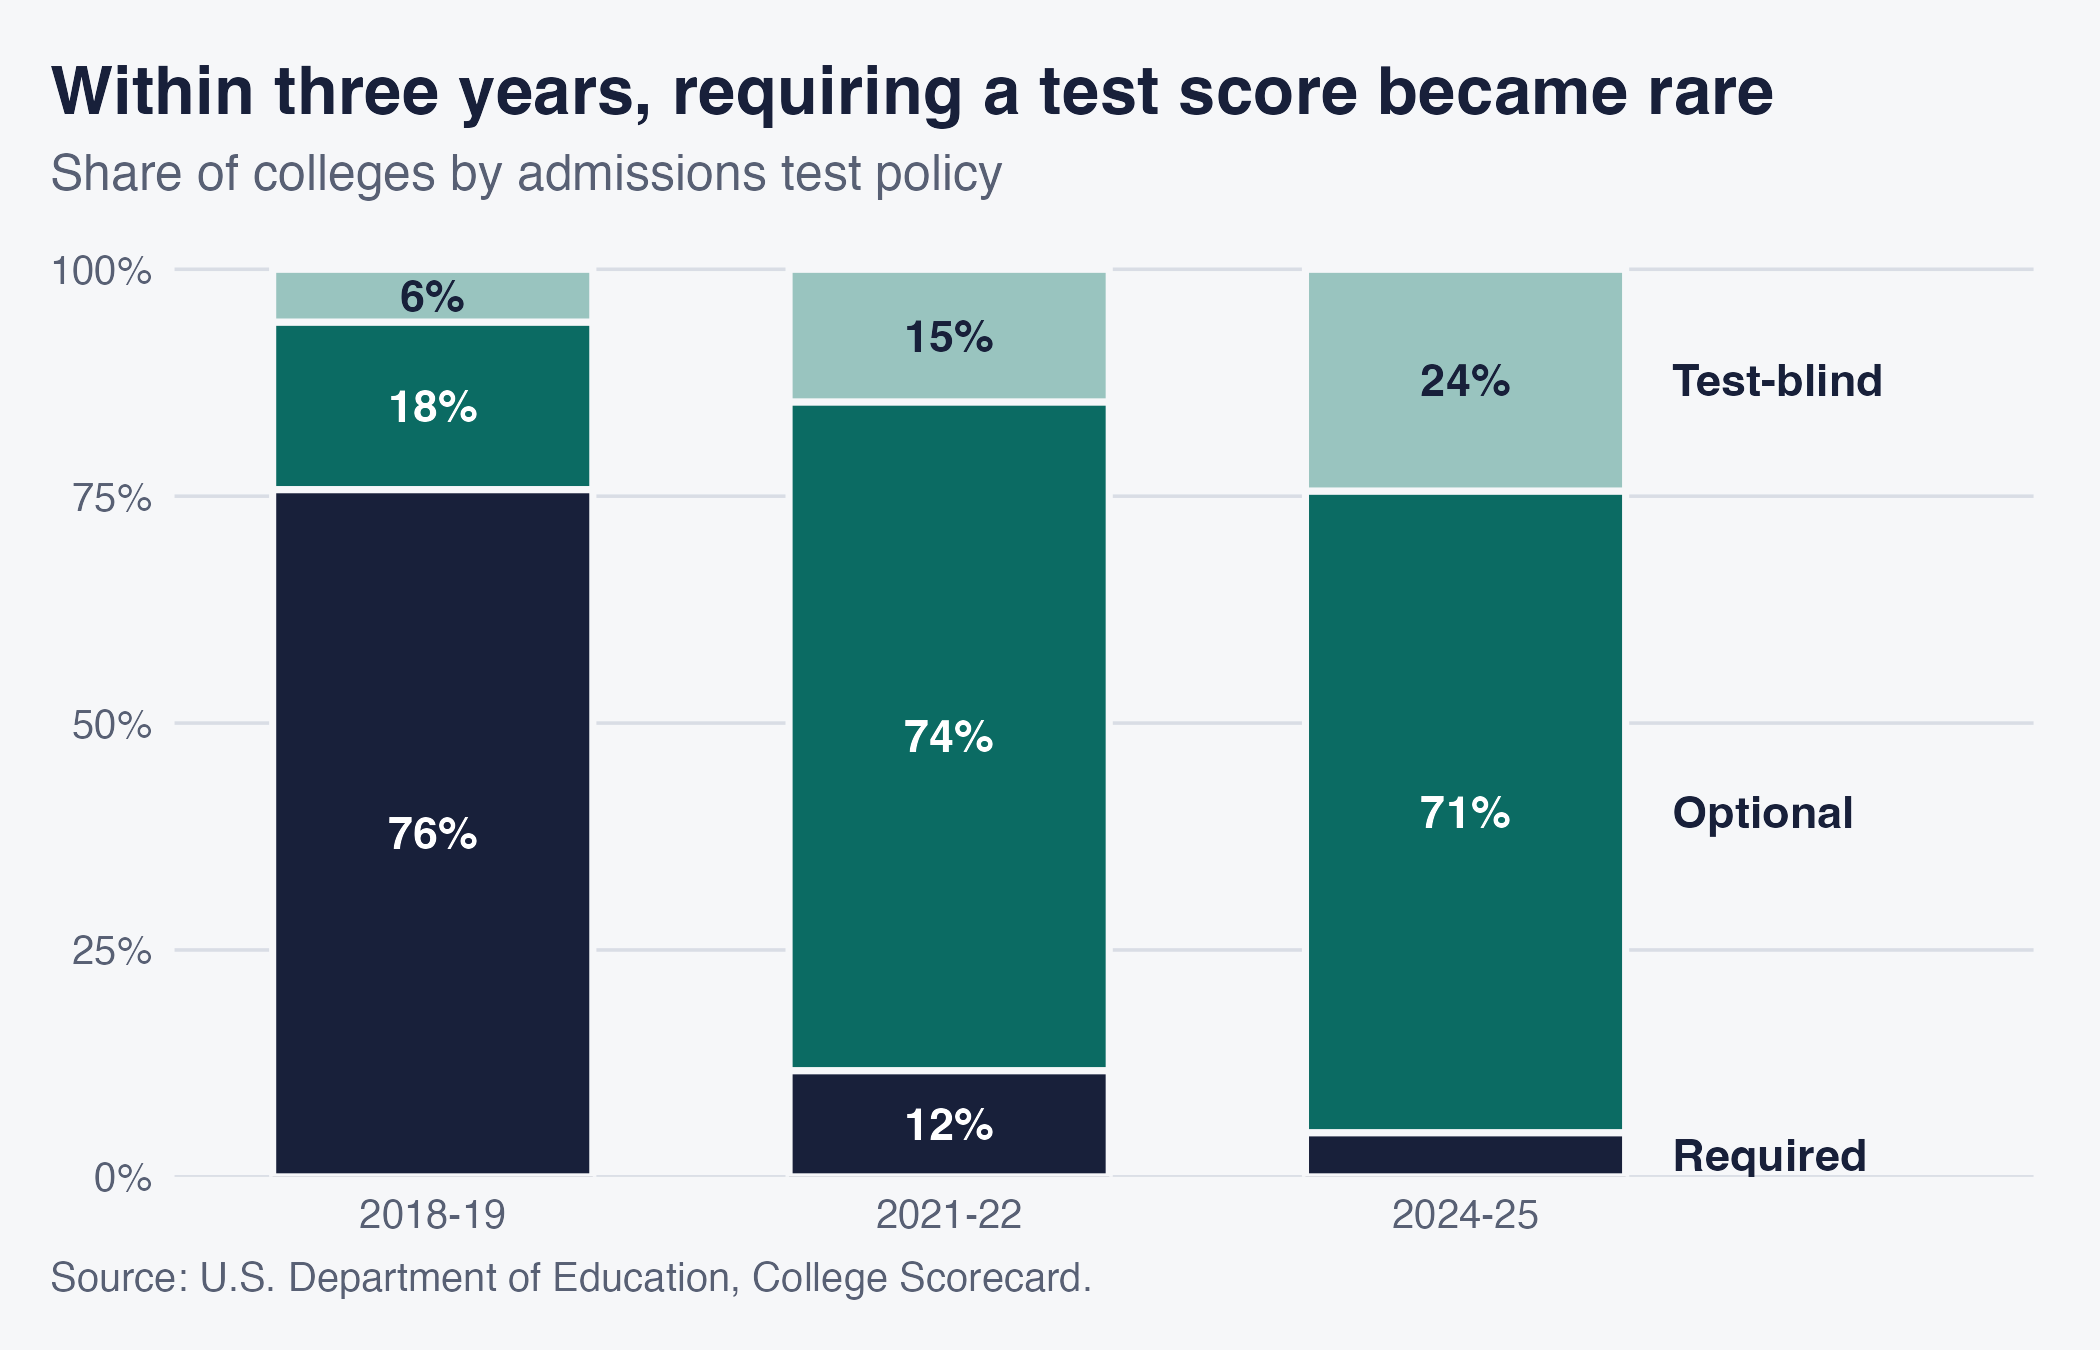 Within three years, requiring a test score became rare
Share of colleges by admissions test policy
100%
75%
50%
25%
0%
6%
18%
76%
15%
74%
12%
24%
71%
Test-blind
Optional
Required
2018-19
2021-22
2024-25
Source: U.S. Department of Education, College Scorecard.